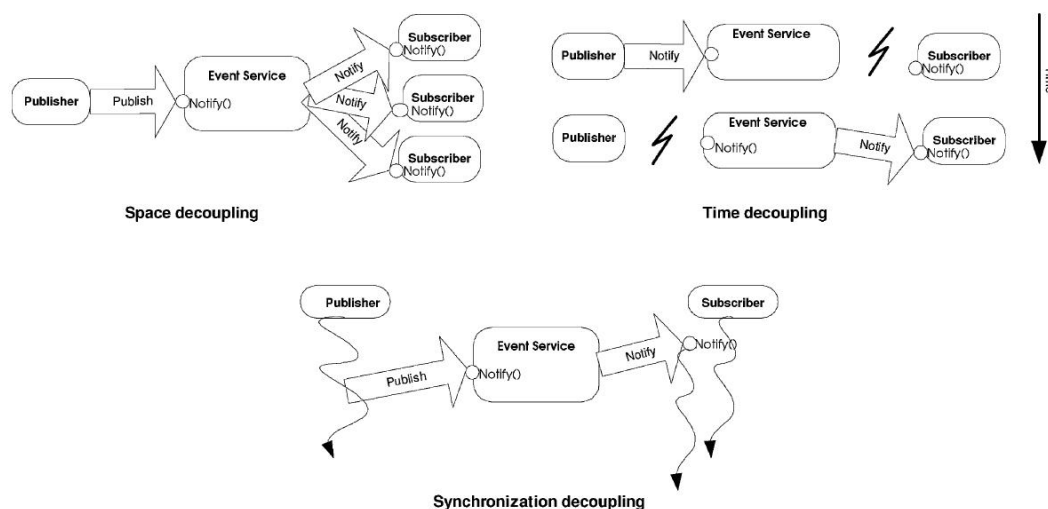 Subscriber
Notify()
Notify
Event Service
Publisher
Publish
Notify()
Notify
Subscriber
Notify()
Notify
Subscriber
Notify()
Space decoupling
Publisher
Notify
Event Service
Subscriber
Notify()
Publisher
Event Service
Notify()
Notify
Subscriber
Notify()
Time decoupling
Publisher
Subscriber
Event Service
Notify
Notify()
Publish
Notify()
Synchronization decoupling